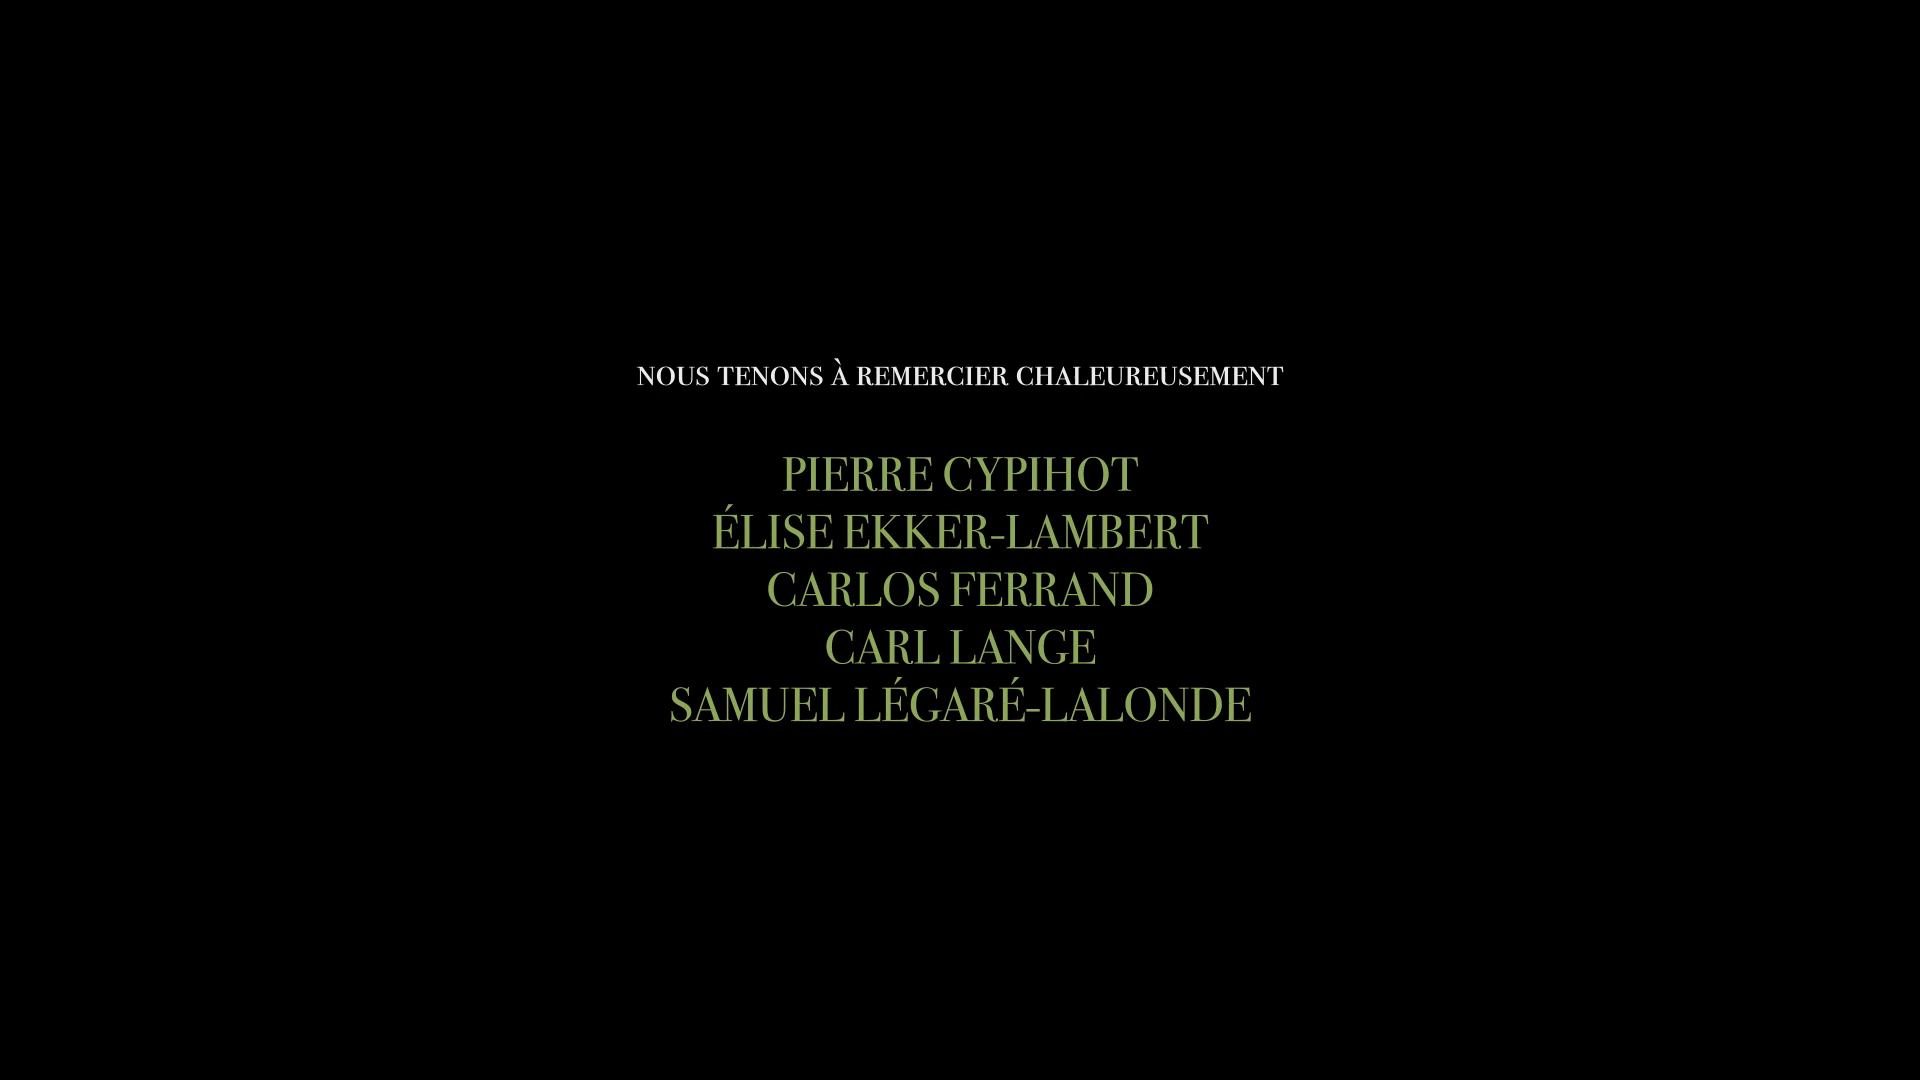 NOUS TENONS À REMERCIER CHALEUREUSEMENT
PIERRE CYPIHOT
ÉLISE EKKER-LAMBERT
CARLOS FERRAND
CARL LANGE
SAMUEL LÉGARÉ-LALONDE